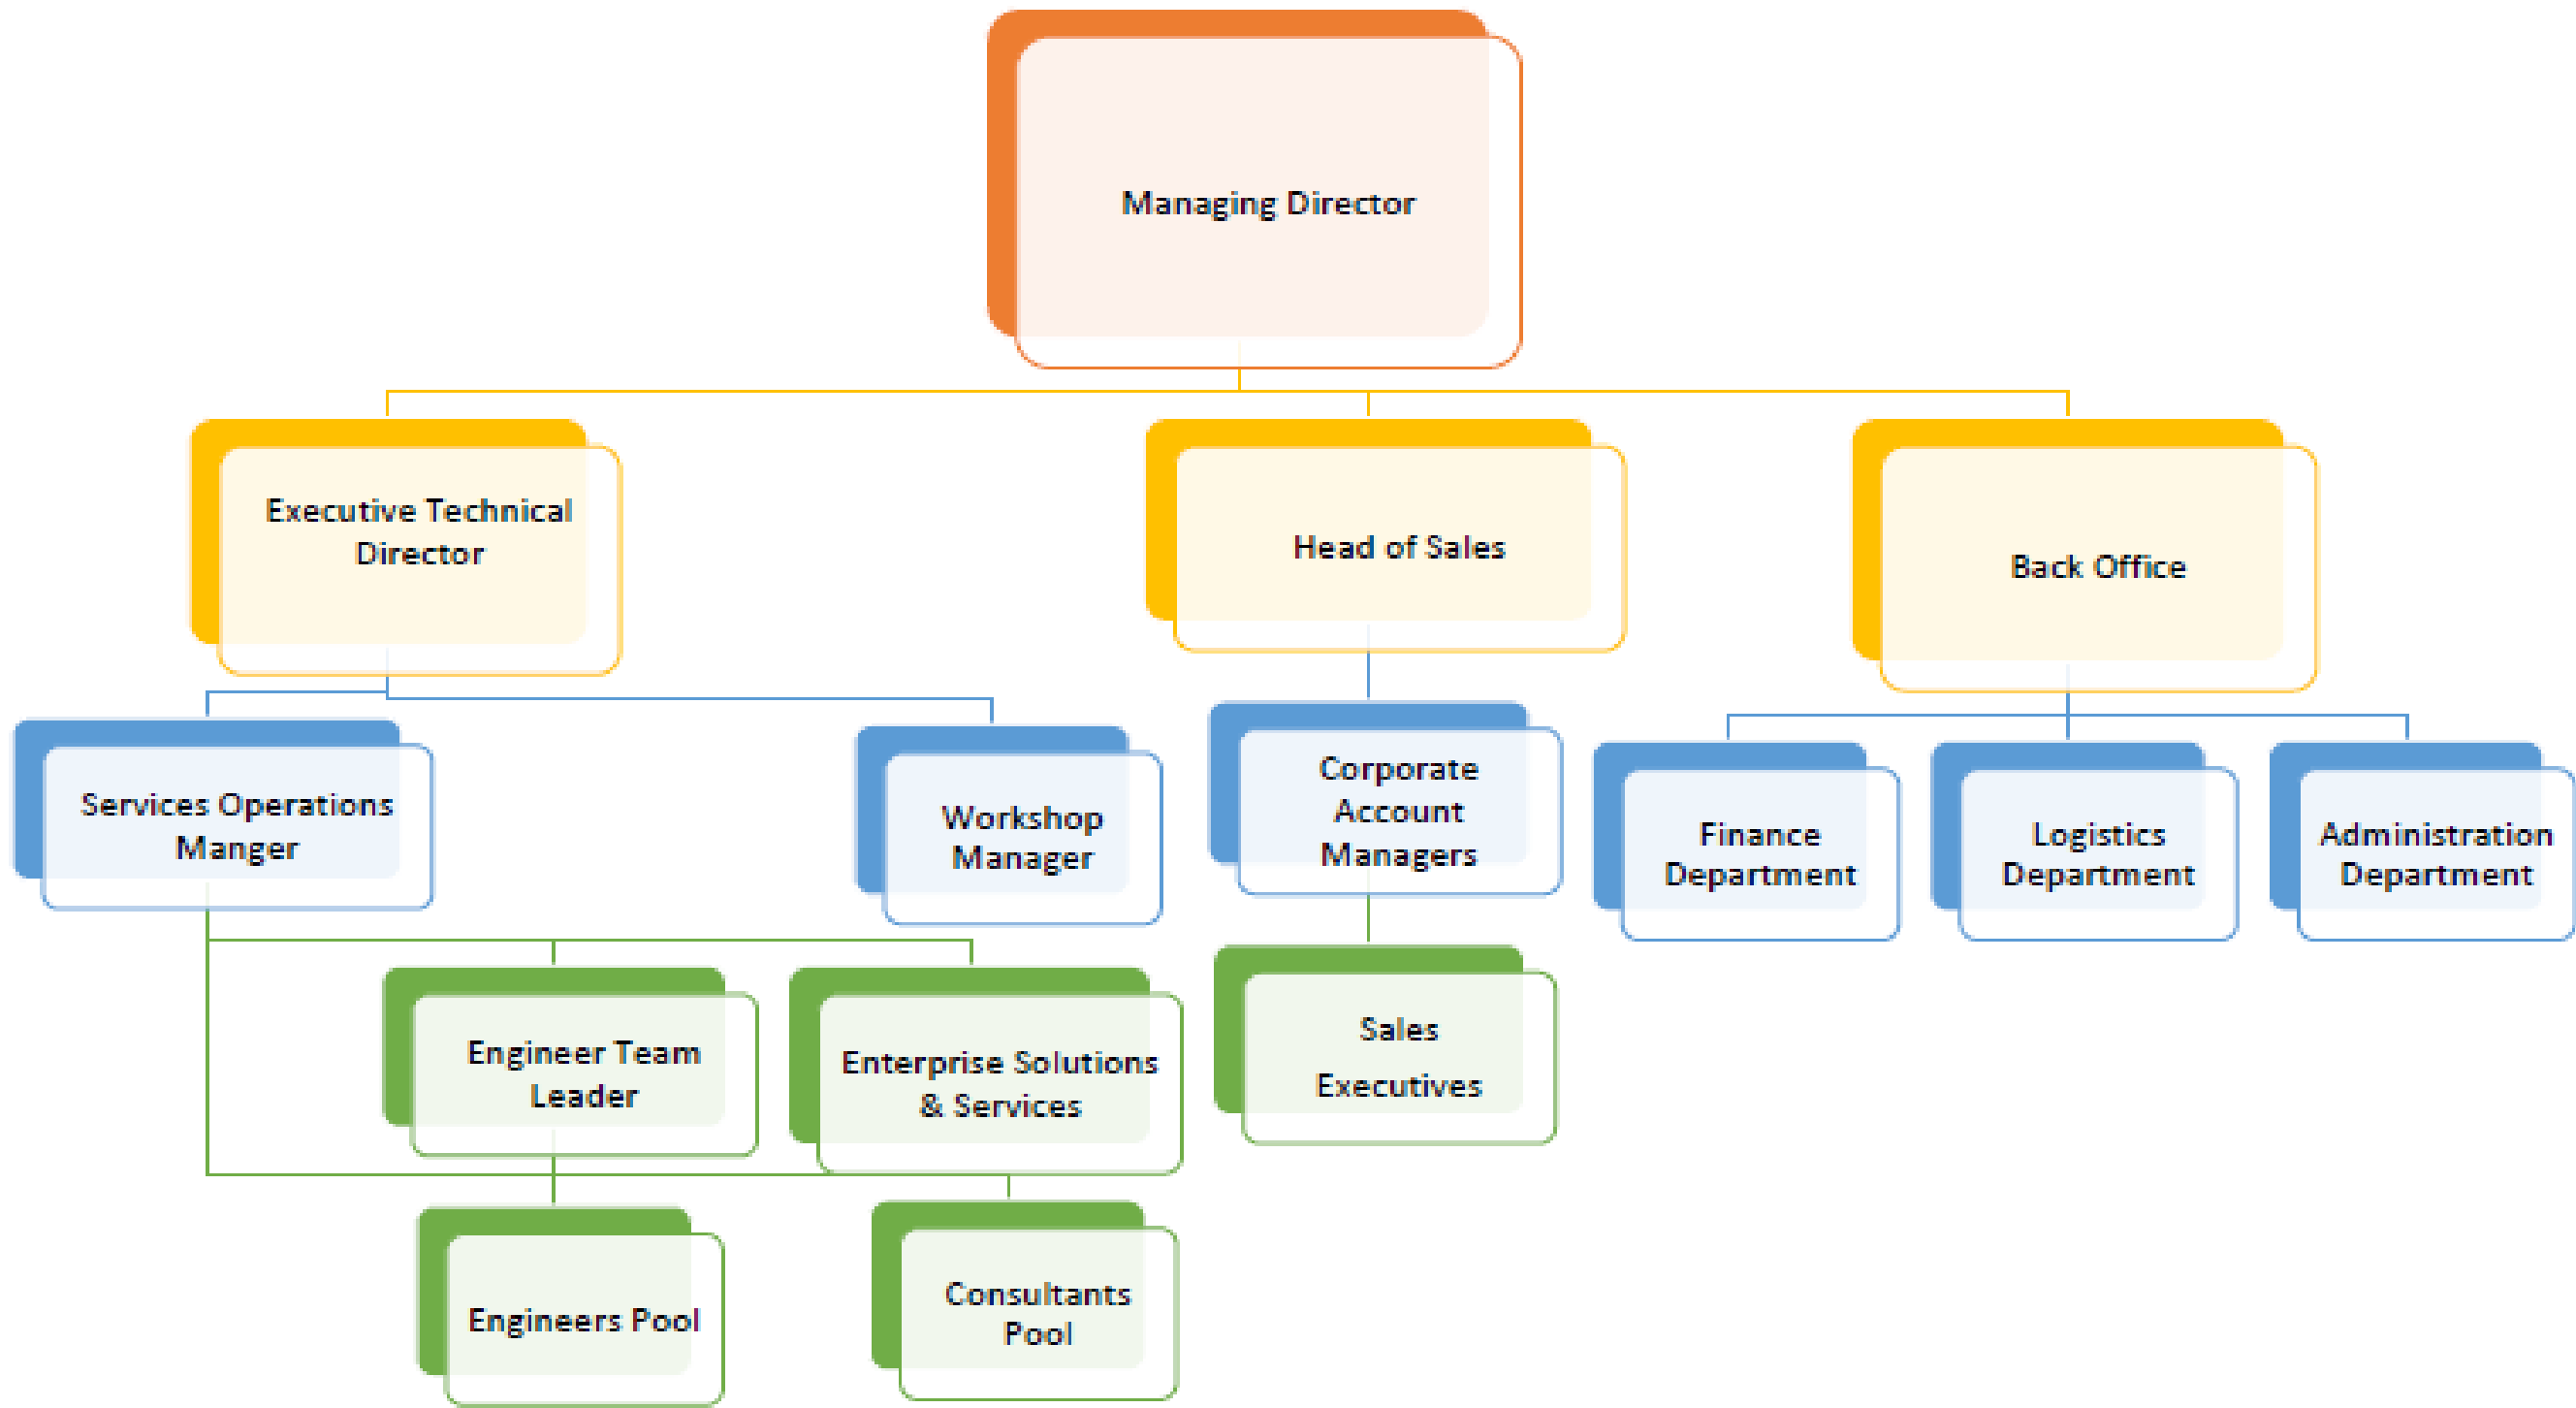 Managing Director
Executive Technical
Director
Head of Sales
Back Office
Services Operations
Manger
Workshop
Manager
Corporate
Account
Managers
Finance
Department
Logistics
Department
Administration
Department
Engineer Team
Leader
Enterprise Solutions
& Services
Sales
Executives
Engineers Pool
Consultants
Pool